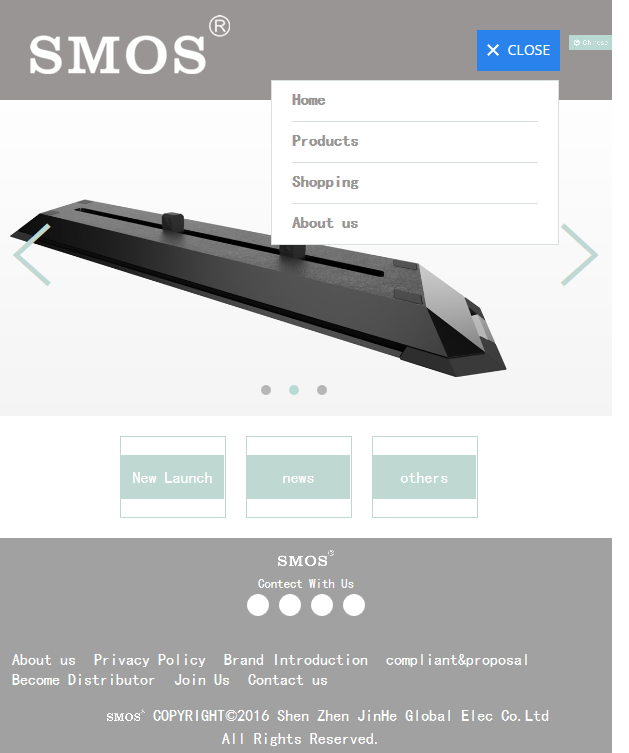 SMOS®
CLOSE
Chinese
Home
Products
Shopping
About us
New Launch
news
others
SMOS®
Contect With Us
About us Privacy Policy Brand Introduction compliant&proposal
Become Distributor Join Us Contact us
SMOS® COPYRIGHT©2016 Shen Zhen JinHe Global Elec Co.Ltd
All Rights Reserved.